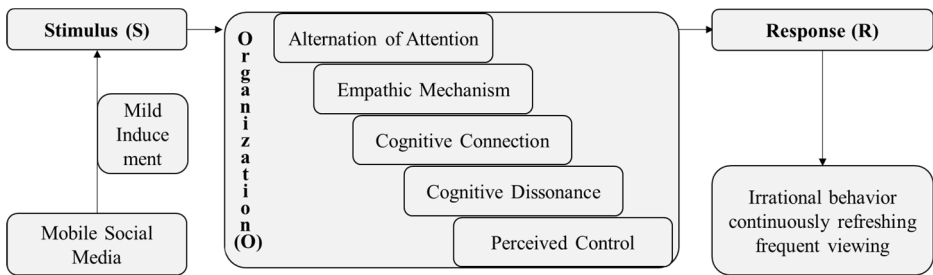 Stimulus (S)
Mild
Induce
ment
Mobile Social
Media
Organization
(O)
Alternation of Attention
Empathic Mechanism
Cognitive Connection
Cognitive Dissonance
Perceived Control
Response (R)
Irrational behavior
continuously refreshing
frequent viewing